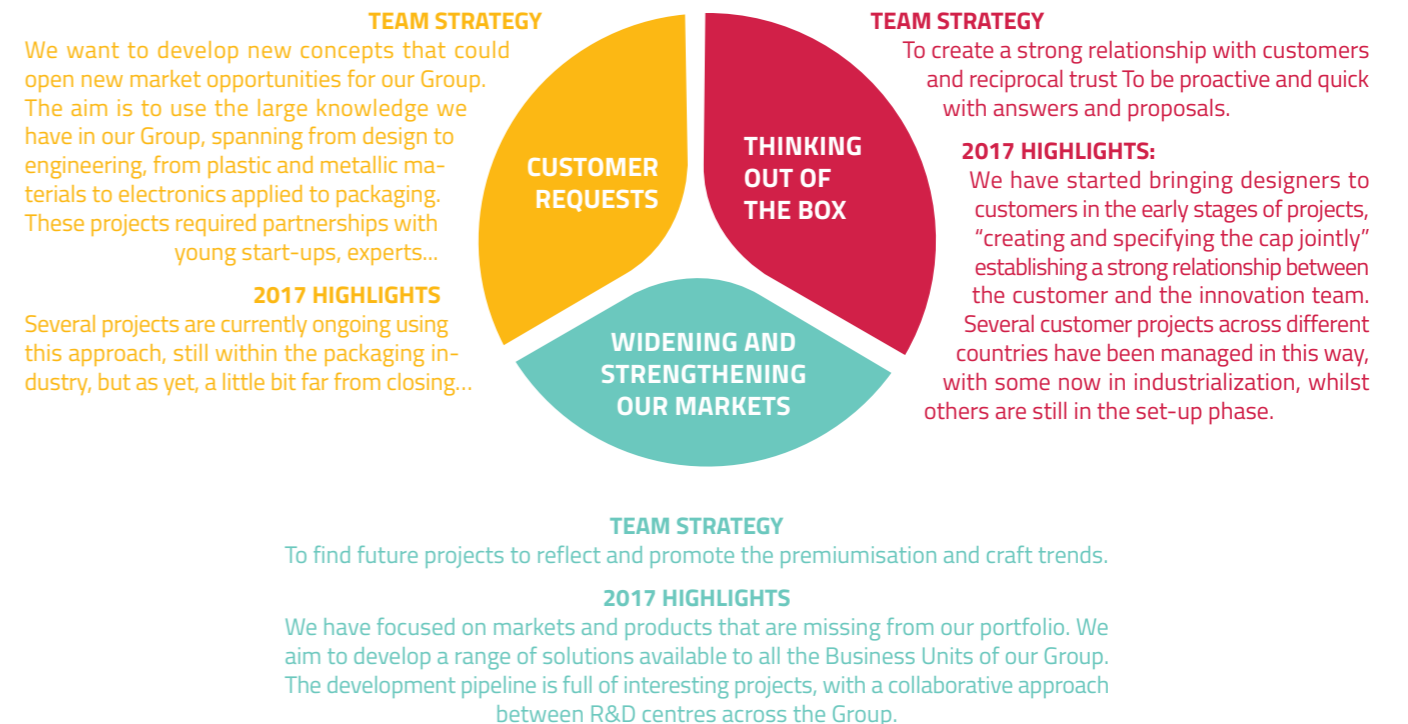 TEAM STRATEGY
We want to develop new concepts that could
open new market opportunities for our Group.
The aim is to use the large knowledge we
have in our Group, spanning from design to
engineering, from plastic and metallic ma-
terials to electronics applied to packaging.
These projects required partnerships with
young start-ups, experts...
2017 HIGHLIGHTS
Several projects are currently ongoing using
this approach, still within the packaging in-
dustry, but as yet, a little bit far from closing...
CUSTOMER
REQUESTS
THINKING
OUT OF
THE BOX
WIDENING AND
STRENGTHENING
OUR MARKETS
TEAM STRATEGY
To create a strong relationship with customers
and reciprocal trust To be proactive and quick
with answers and proposals.
2017 HIGHLIGHTS:
We have started bringing designers to
customers in the early stages of projects,
“creating and specifying the cap jointly”
establishing a strong relationship between
the customer and the innovation team.
Several customer projects across different
countries have been managed in this way,
with some now in industrialization, whilst
others are still in the set-up phase.
TEAM STRATEGY
To find future projects to reflect and promote the premiumisation and craft trends.
2017 HIGHLIGHTS
We have focused on markets and products that are missing from our portfolio. We
aim to develop a range of solutions available to all the Business Units of our Group.
The development pipeline is full of interesting projects, with a collaborative approach
between R&D centres across the Group.